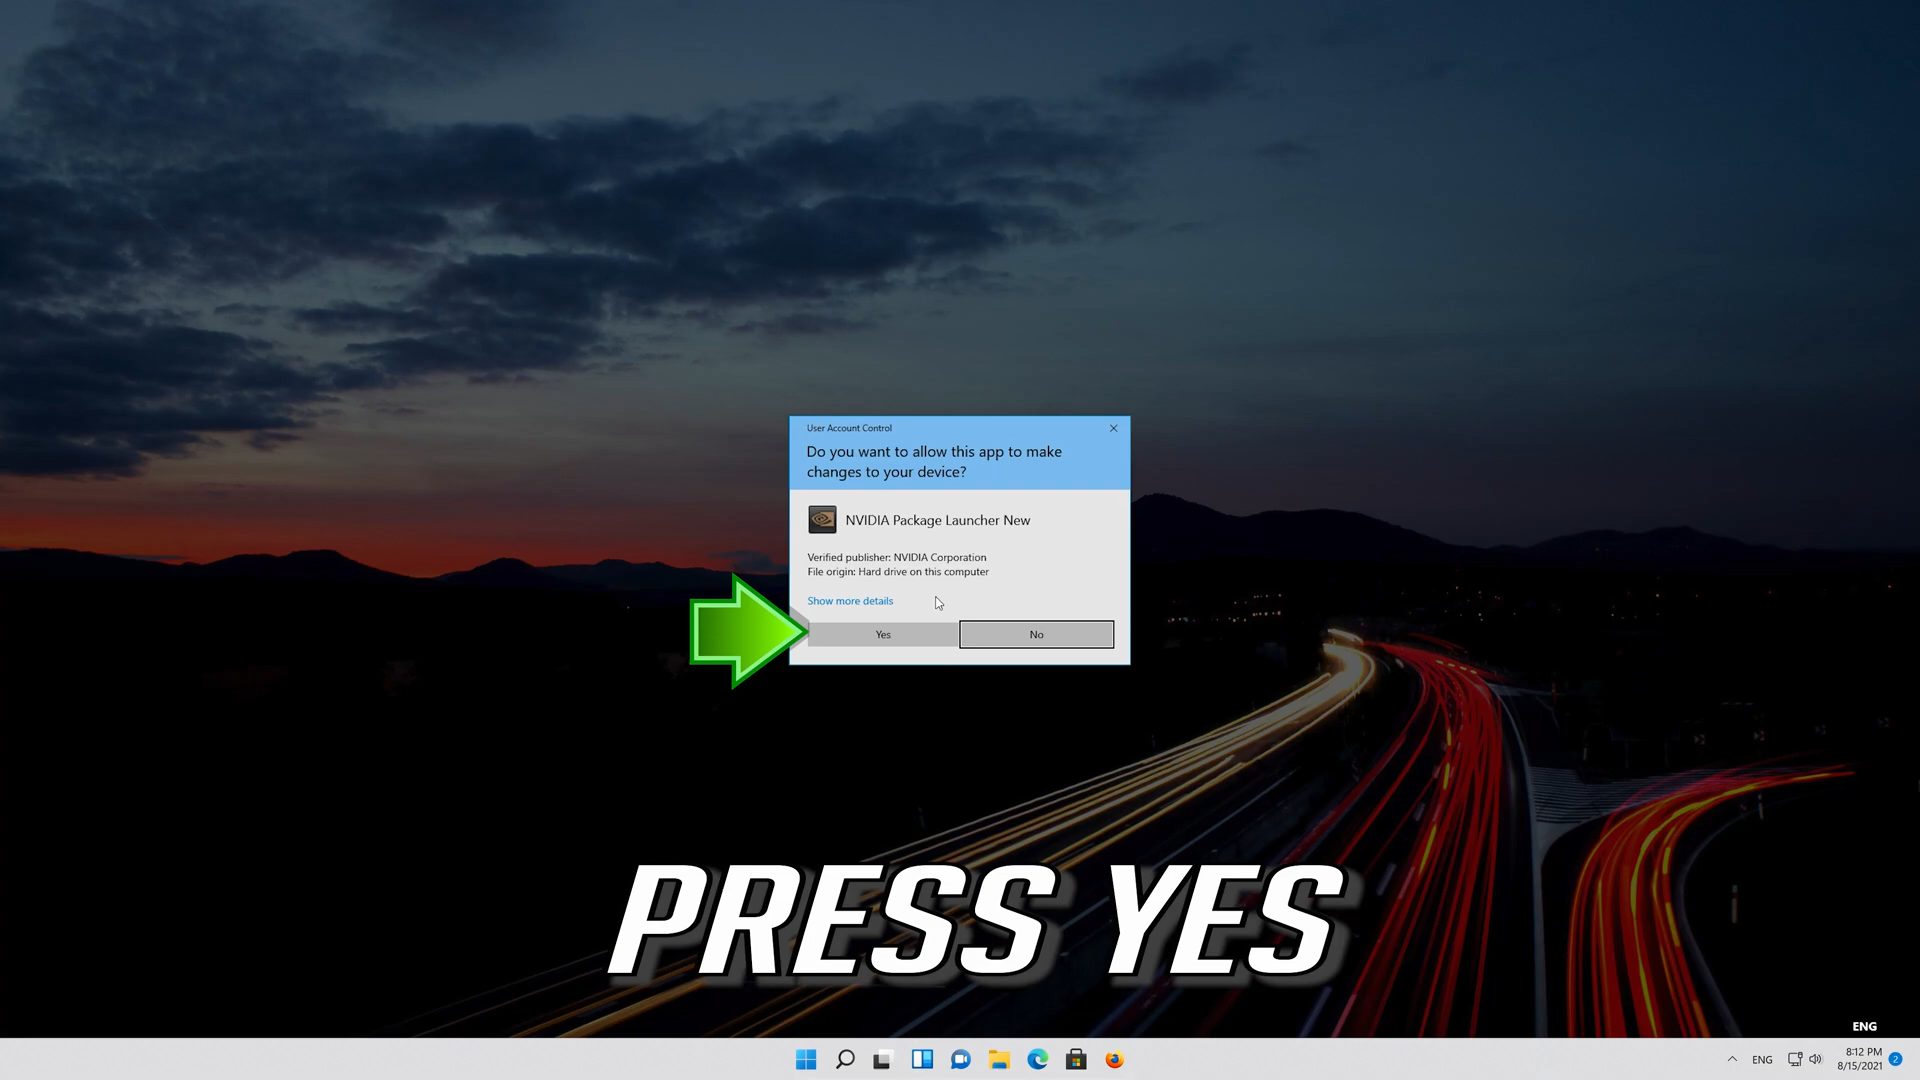 User Account Control
Do you want to allow this app to make
changes to your device?
NVIDIA Package Launcher New
Verified publisher: NVIDIA Corporation
File origin: Hard drive on this computer
Show more details
Yes
No
PRESS YES
ENG
ENG
8:12 PM
8/15/2021
2